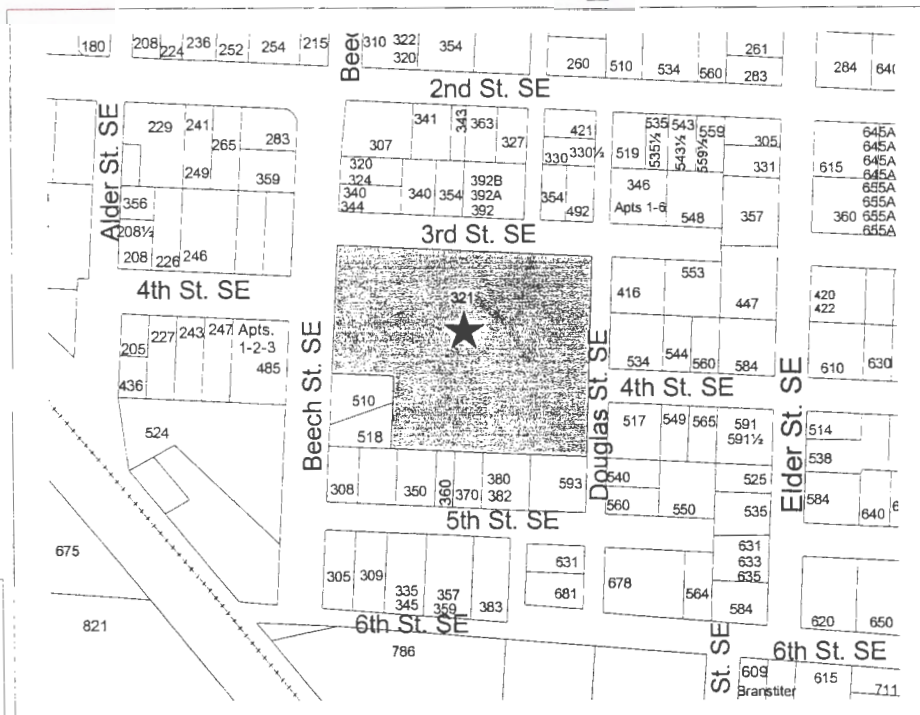 180 208 224 236 252 254 215 Beec 310 322 320 354 260 510 534 560 261 283 284 640
2nd St. SE
Alder St. SE
229 241 265 283 249 359
307 341 343 363 327
421 330 330½
519 535 535½ 543 543½ 559 559½ 305 331
615 645A 645A 645A 645A 655A 655A 655A 655A 360
356 208½ 208 226 246
320 324 340 344 340 354 392B 392A 392
354 492
346 Apts 1-6 548 357
3rd St. SE
4th St. SE
321
416 553 447
420 422
205 436 227 243 247 Apts. 1-2-3 485
Beech St. SE
510 518
Douglas St. SE
534 544 560 584
610 630
4th St. SE
Elder St. SE
524
517 549 565 591 591½
514 538
308 350 360 370 380 382 593
540 560 550 525 535
584 640
5th St. SE
675
821
305 309 335 345 357 359 383
631 681
678 564 631 633 635 584
620 650
6th St. SE
786
St. SE
6th St. SE
609 Branstiter 615 711